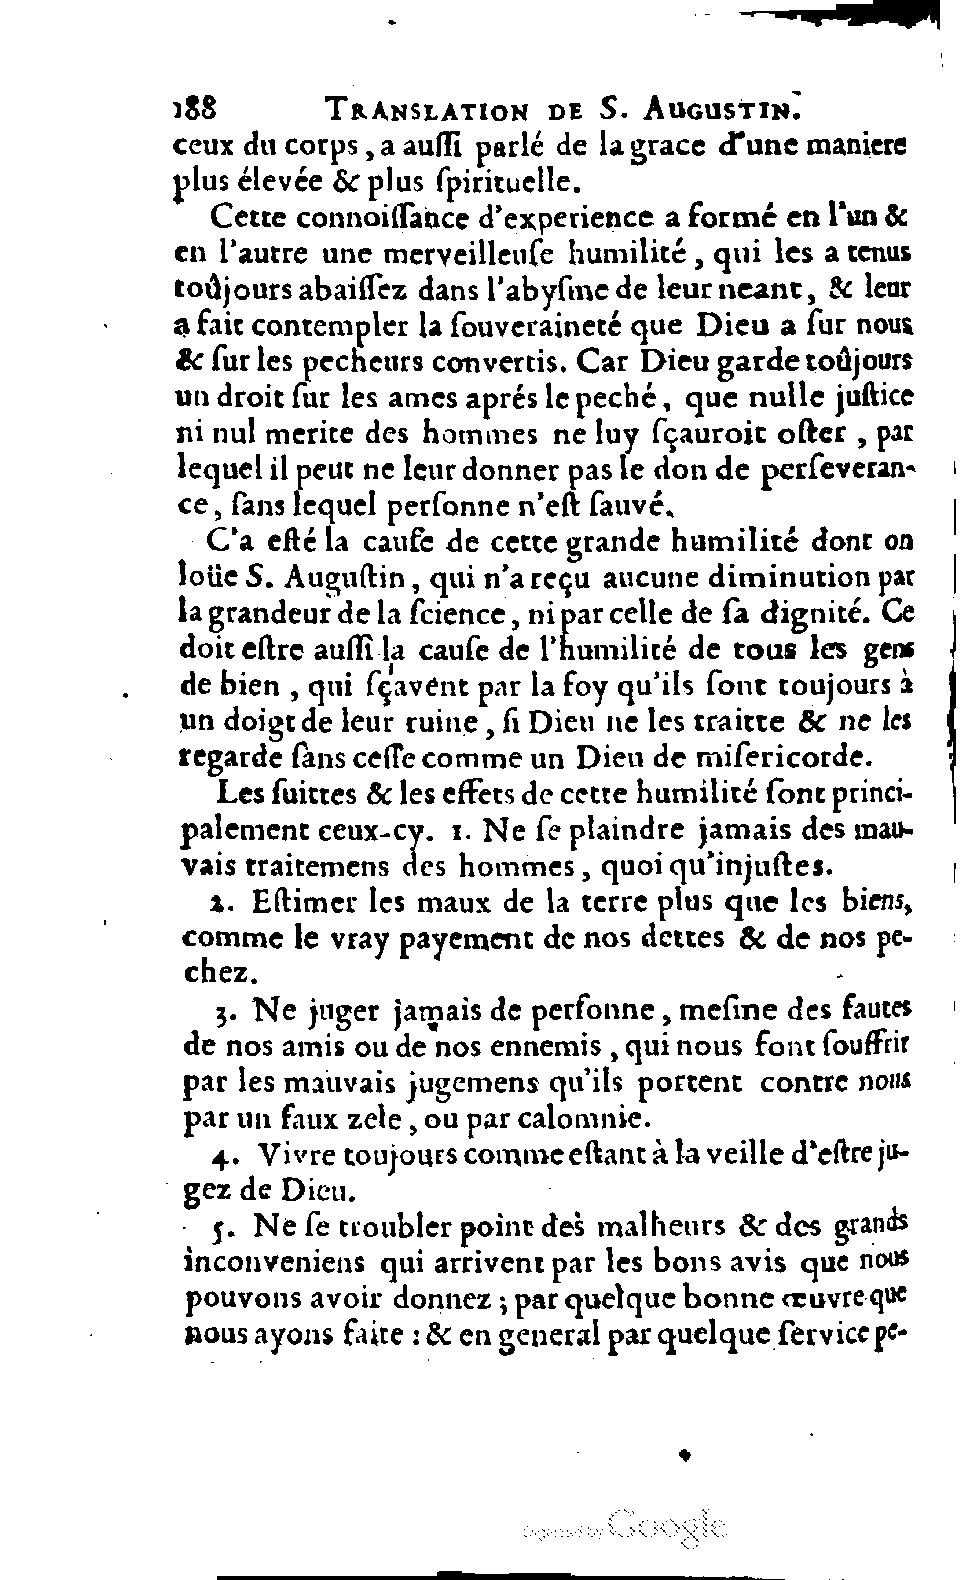 188 TRANSLATION DE S. AUGUSTIN.
ceux du corps, a auſſi parlé de la grace d'une maniere
plus élevée & plus ſpirituelle.
Cette connoiſſance d'experience a formé en l'un &
en l'autre une merveilleuſe humilité, qui les a tenus
toûjours abaiſſez dans l'abyſme de leur neant, & leur
a fait contempler la ſouveraineté que Dieu a ſur nous
& ſur les pecheurs convertis. Car Dieu garde toûjours
un droit ſur les ames aprés le peché, que nulle juſtice
ni nul merite des hommes ne luy ſçauroit oſter, par
lequel il peut ne leur donner pas le don de perſeveran-
ce, ſans lequel perſonne n'eſt ſauvé.
C'a eſté la cauſe de cette grande humilité dont on
loüe S. Auguſtin, qui n'a reçu aucune diminution par
la grandeur de la ſcience, ni par celle de ſa dignité. Ce
doit eſtre auſſi la cauſe de l'humilité de tous les gens
de bien, qui ſçavent par la foy qu'ils ſont toujours à
un doigt de leur ruine, ſi Dieu ne les traitte & ne les
regarde ſans ceſſe comme un Dieu de miſericorde.
Les ſuittes & les effets de cette humilité ſont princi-
palement ceux-cy. 1. Ne ſe plaindre jamais des mau-
vais traitemens des hommes, quoi qu'injuſtes.
2. Eſtimer les maux de la terre plus que les biens,
comme le vray payement de nos dettes & de nos pe-
chez.
3. Ne juger jamais de perſonne, meſme des fautes
de nos amis ou de nos ennemis, qui nous font ſouffrir
par les mauvais jugemens qu'ils portent contre nous
par un faux zele, ou par calomnie.
4. Vivre toujours comme eſtant à la veille d'eſtre ju-
gez de Dieu.
5. Ne ſe troubler point des malheurs & des grands
inconveniens qui arrivent par les bons avis que nous
pouvons avoir donnez ; par quelque bonne œuvre que
nous ayons faite : & en general par quelque ſervice pe-
Digitized by Google